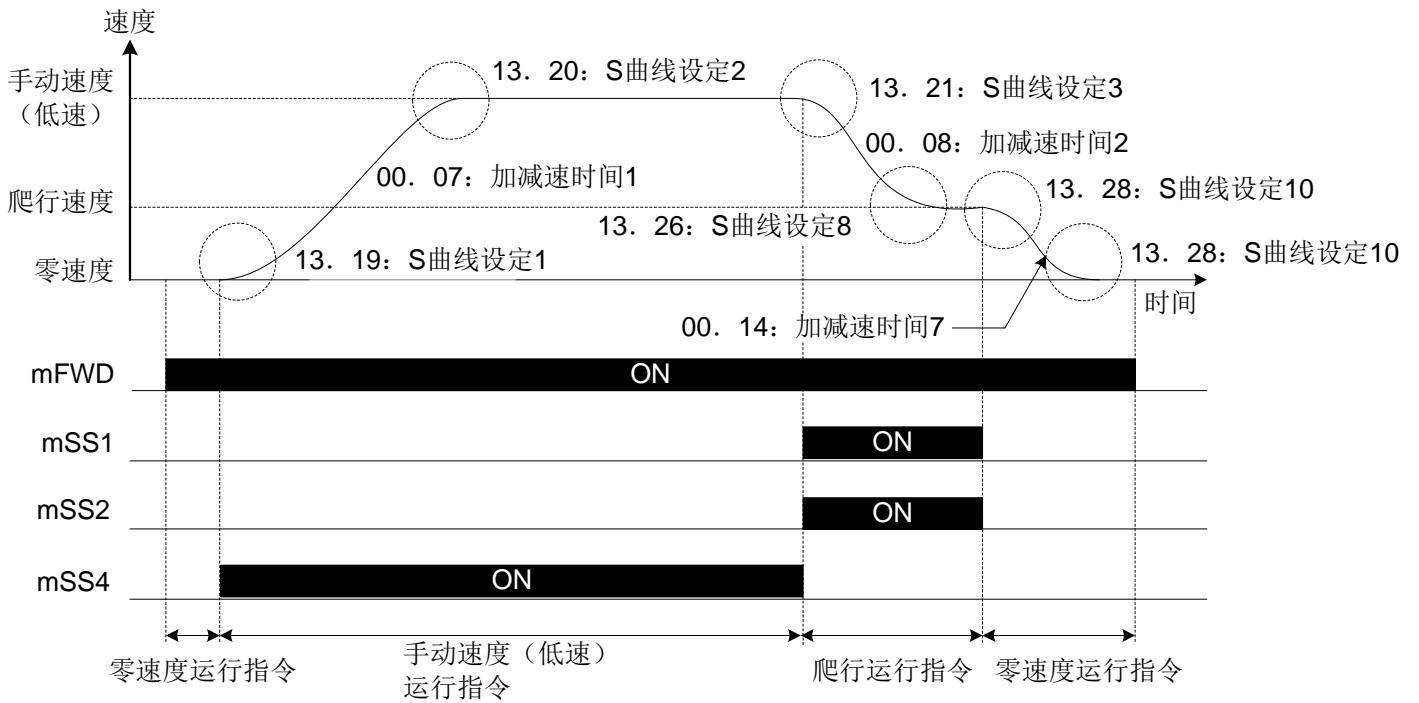 速度
手动速度
（低速）
13．20：S曲线设定2
13．21：S曲线设定3
00．08：加减速时间2
00．07：加减速时间1
爬行速度
13．28：S曲线设定10
13．26：S曲线设定8
零速度
13．19：S曲线设定1
13．28：S曲线设定10
时间
00．14：加减速时间7
mFWD
ON
mSS1
ON
mSS2
ON
mSS4
ON
零速度运行指令
手动速度（低速）
运行指令
爬行运行指令
零速度运行指令